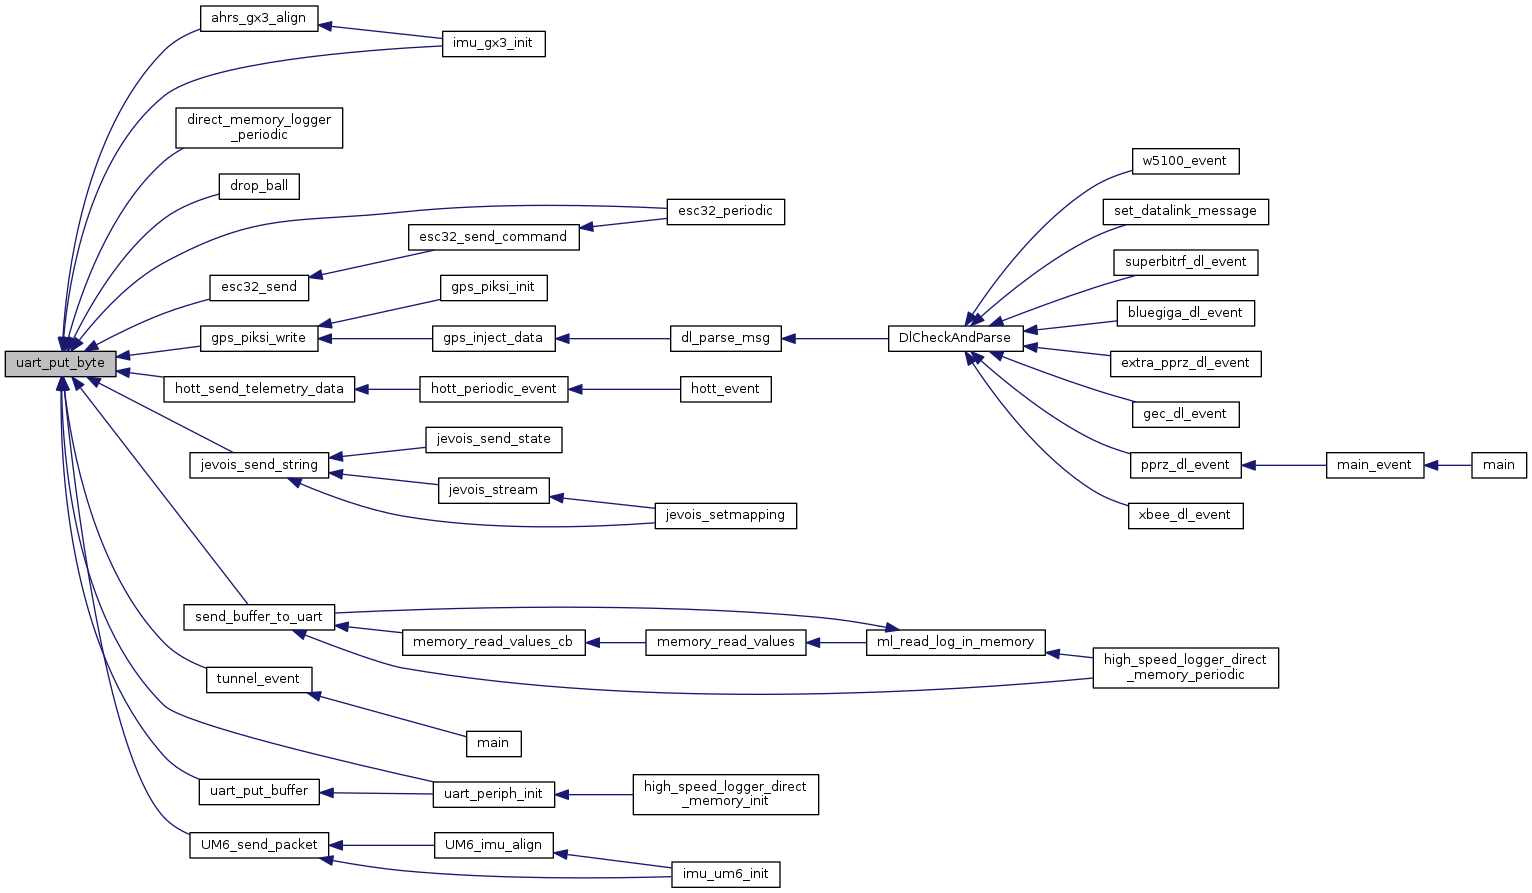 ahrs_gx3_align
imu_gx3_init
direct_memory_logger
_periodic
drop_ball
esc32_periodic
esc32_send_command
esc32_send
gps_piksi_init
gps_piksi_write
gps_inject_data
dl_parse_msg
DlCheckAndParse
w5100_event
set_datalink_message
superbitrf_dl_event
bluegiga_dl_event
extra_pprz_dl_event
gec_dl_event
pprz_dl_event
main_event
main
xbee_dl_event
uart_put_byte
hott_send_telemetry_data
hott_periodic_event
hott_event
jevois_send_state
jevois_send_string
jevois_stream
jevois_setmapping
send_buffer_to_uart
memory_read_values_cb
memory_read_values
ml_read_log_in_memory
high_speed_logger_direct
_memory_periodic
tunnel_event
main
uart_put_buffer
uart_periph_init
high_speed_logger_direct
_memory_init
UM6_send_packet
UM6_imu_align
imu_um6_init